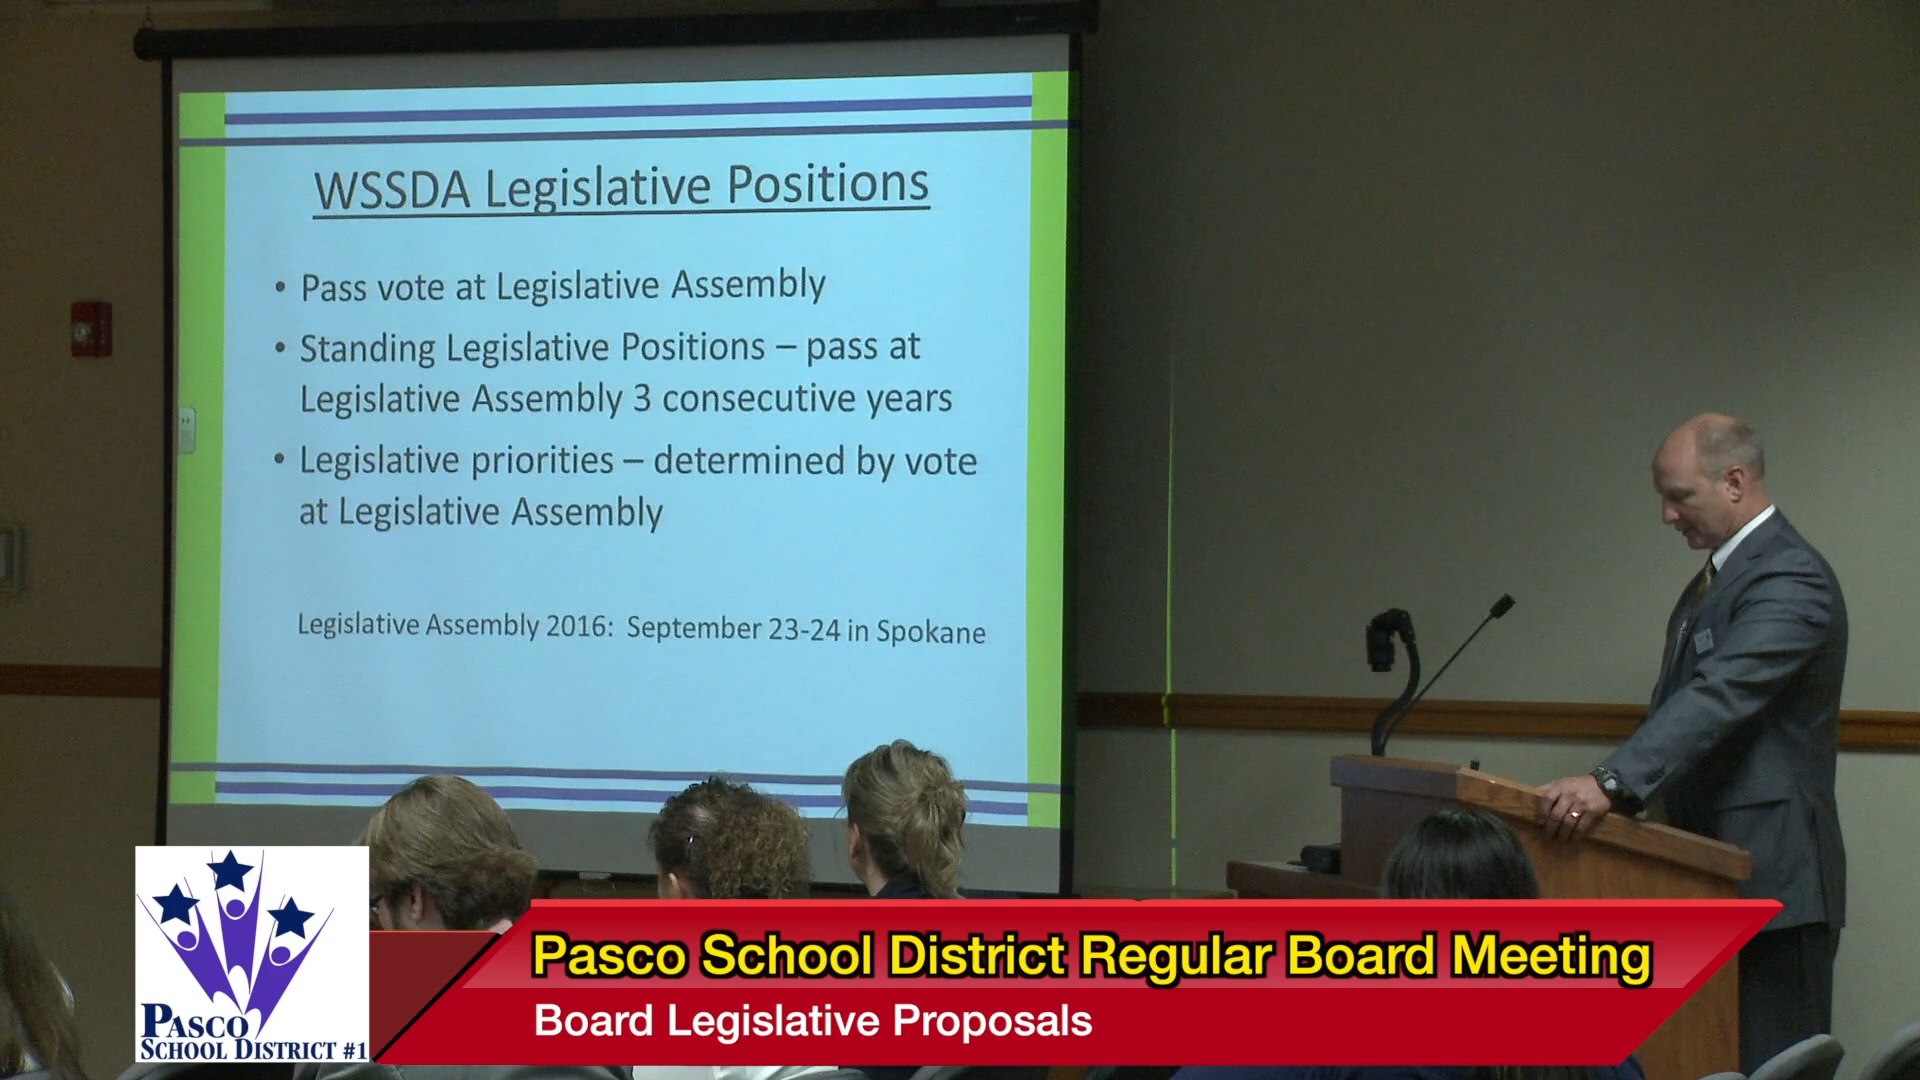 WSSDA Legislative Positions
• Pass vote at Legislative Assembly
• Standing Legislative Positions – pass at
Legislative Assembly 3 consecutive years
• Legislative priorities – determined by vote
at Legislative Assembly
Legislative Assembly 2016: September 23-24 in Spokane
PASCO
SCHOOL DISTRICT #1
Pasco School District Regular Board Meeting
Board Legislative Proposals